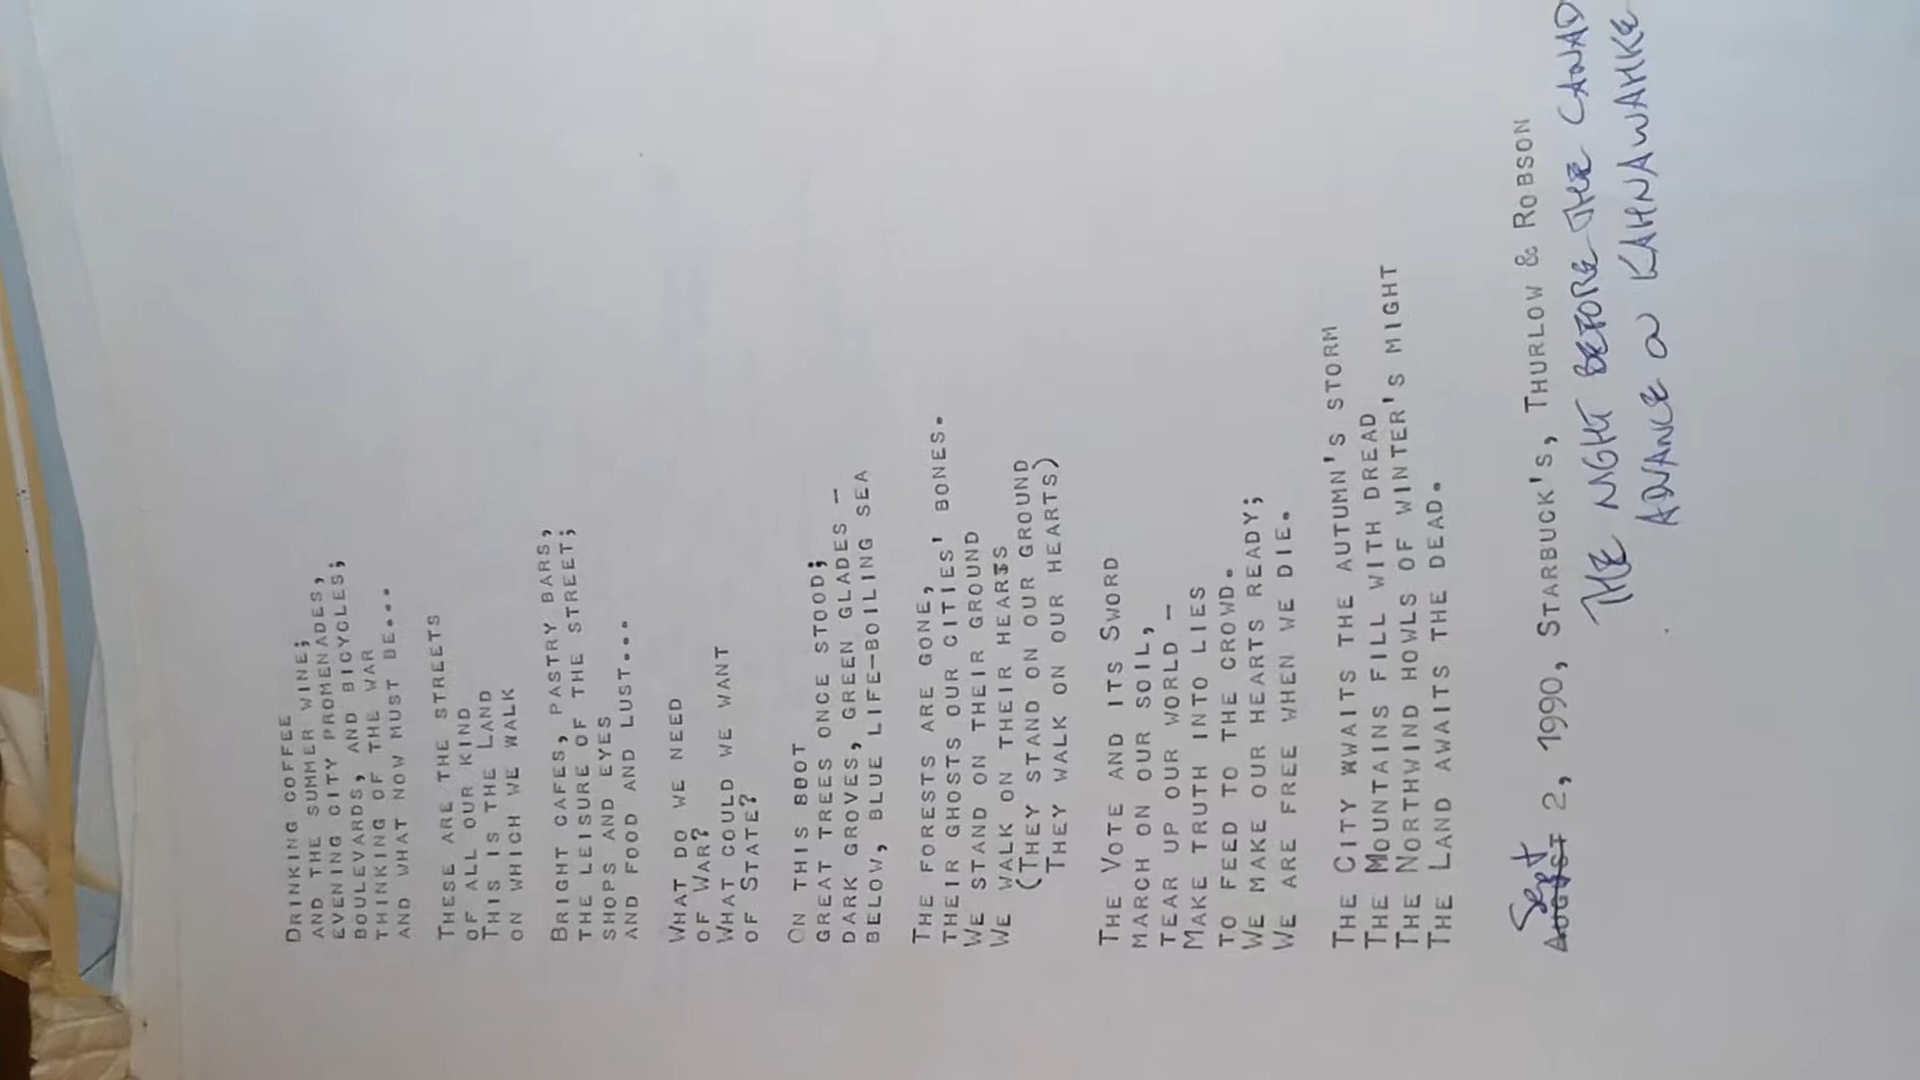 DRINKING COFFEE
AND THE SUMMER WINE;
EVENING CITY PROMENADES,
BOULEVARDS, AND BICYCLES;
THINKING OF THE WAR
AND WHAT NOW MUST BE...
THESE ARE THE STREETS
OF ALL OUR KIND
THIS IS THE LAND
ON WHICH WE WALK
BRIGHT CAFES, PASTRY BARS,
THE LEISURE OF THE STREET;
SHOPS AND EYES
AND FOOD AND LUST...
WHAT DO WE NEED
OF WAR?
WHAT COULD WE WANT
OF STATE?
ON THIS
GREAT TREES ONCE STOOD;
DARK GROVES, GREEN GLADES -
BELOW, BLUE LIFE-BOILING SEA
THE FORESTS ARE GONE,
THEIR GHOSTS OUR CITIES' BONES.
WE STAND ON THEIR GROUND
WE WALK ON THEIR HEARTS
(THEY STAND ON OUR GROUND
THEY WALK ON OUR HEARTS)
THE VOTE AND ITS SWORD
MARCH ON OUR SOIL,
TEAR UP OUR WORLD -
MAKE TRUTH INTO LIES
TO FEED TO THE CROWD.
WE MAKE OUR HEARTS READY;
WE ARE FREE WHEN WE DIE.
THE CITY AWAITS THE AUTUMN'S STORM
THE MOUNTAINS FILL WITH DREAD
THE NORTHWIND HOWLS OF WINTER'S MIGHT
THE LAND AWAITS THE DEAD.
Sept
AUGUST 2, 1990, STARBUCK'S, THURLOW & ROBSON
THE NIGHT BEFORE THE CANAD
ADVANCE ON KAHNAWAHKE